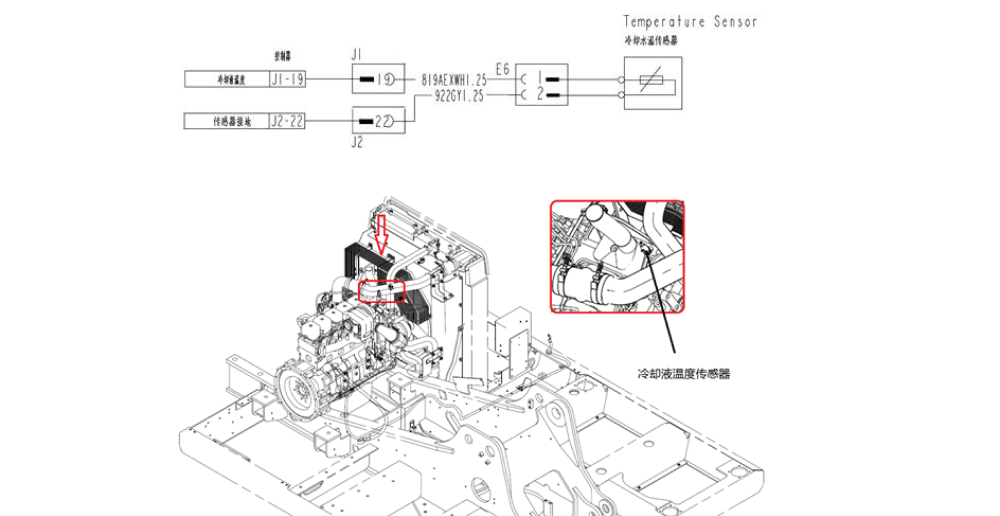 Temperature Sensor
冷却水温传感器
控制器
J1
E6
冷却液温度 J1-19
19
819AEXWH1.25
1
922GY1.25
2
传感器接地 J2-22
22
J2
冷却液温度传感器